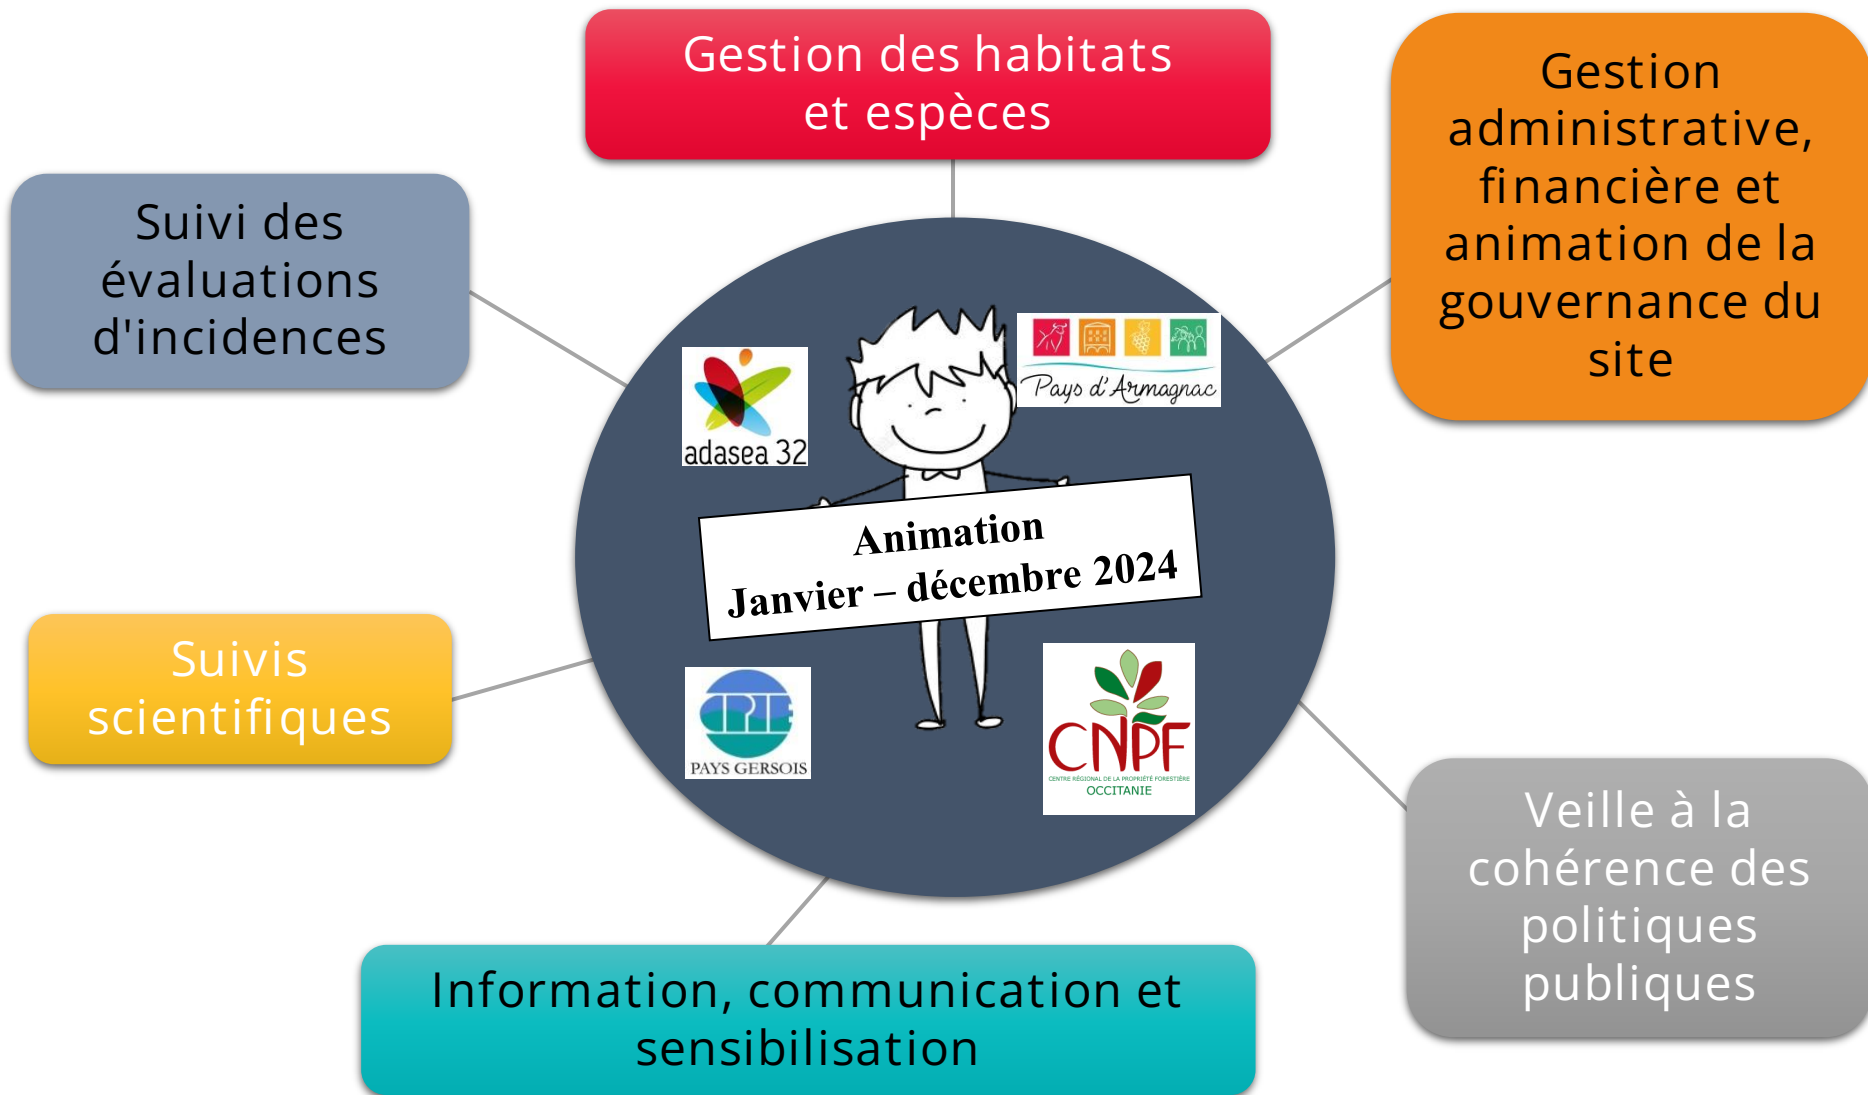 Gestion des habitats
et espèces
Gestion
administrative,
financière et
animation de la
gouvernance du
site
Suivi des
évaluations
d'incidences
adasea 32
Pays d'Armagnac
Animation
Janvier – décembre 2024
Suivis
scientifiques
CPIE
PAYS GERSOIS
CNPF
CENTRE RÉGIONAL DE LA PROPRIÉTÉ FORESTIÈRE
OCCITANIE
Veille à la
cohérence des
politiques
publiques
Information, communication et
sensibilisation